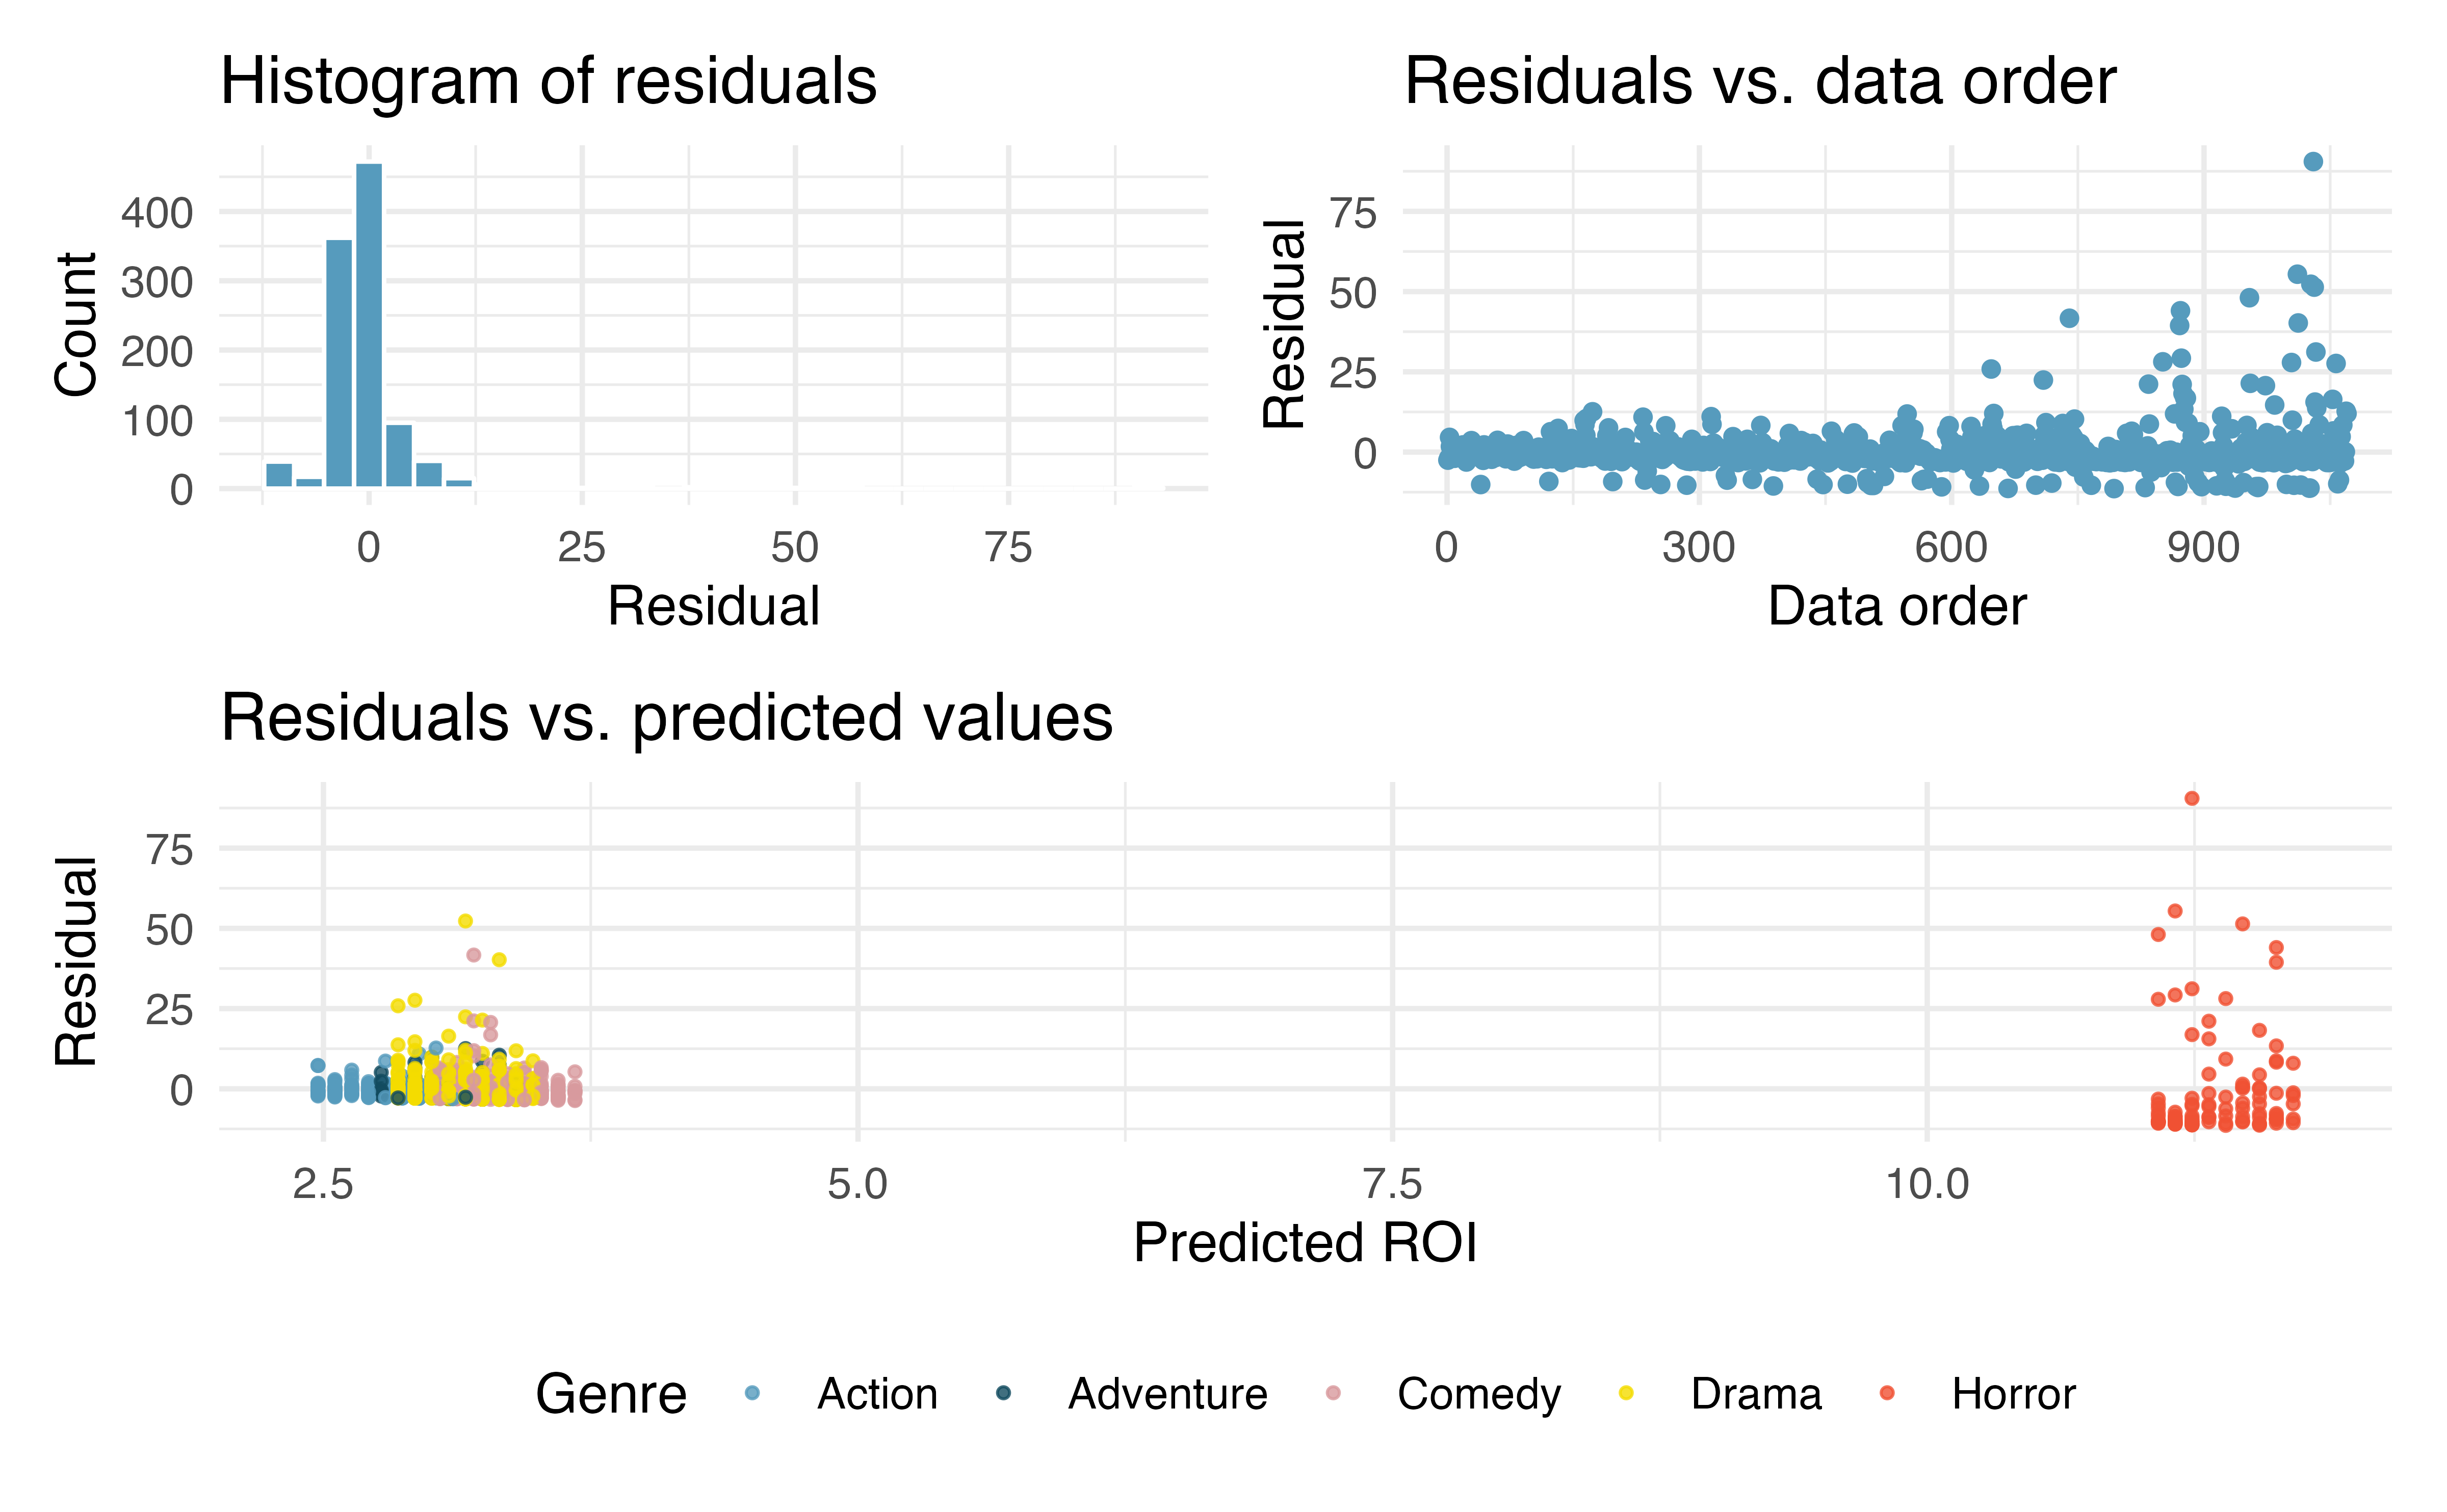 Histogram of residuals
Count
400
300
200
100
0
0 25 50 75
Residual
Residuals vs. data order
Residual
75
50
25
0
0 300 600 900
Data order
Residuals vs. predicted values
Residual
75
50
25
0
2.5 5.0 7.5 10.0
Predicted ROI
Genre Action Adventure Comedy Drama Horror